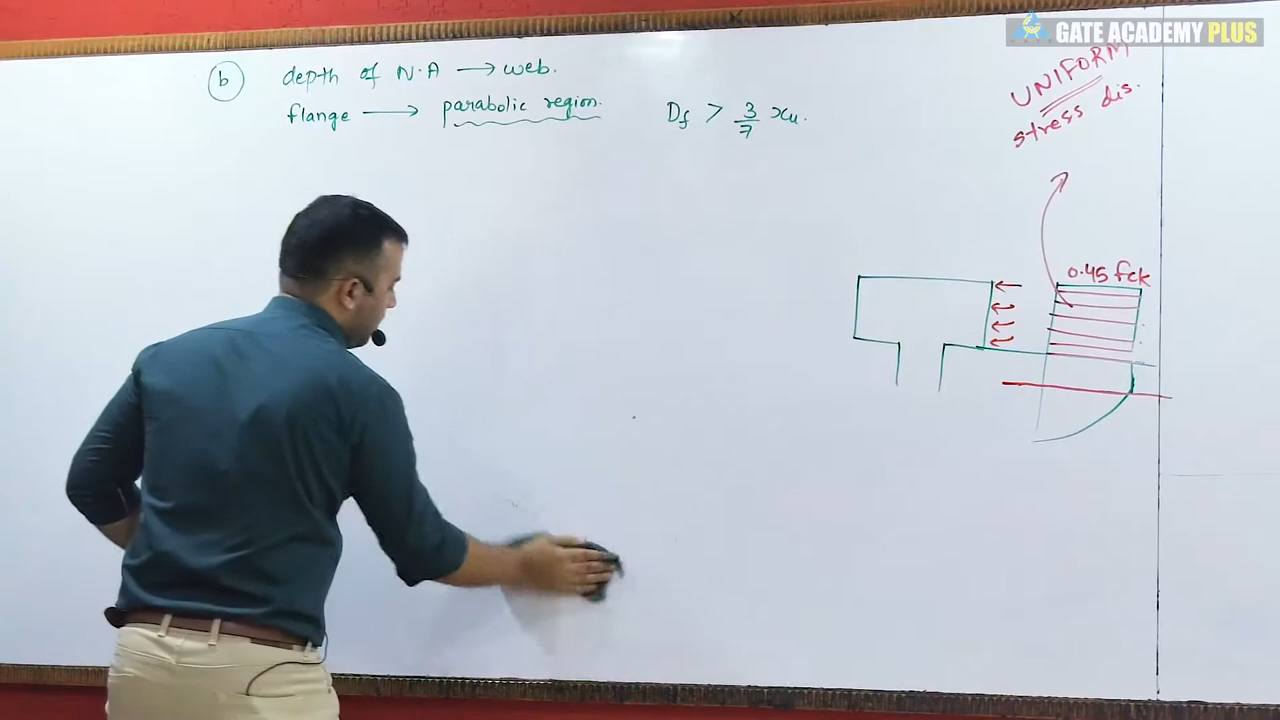 GATE ACADEMY PLUS
(b) depth of N.A → web.
flange → parabolic region. Df > 3/7 xu.
UNIFORM
stress dis.
0.45 fck